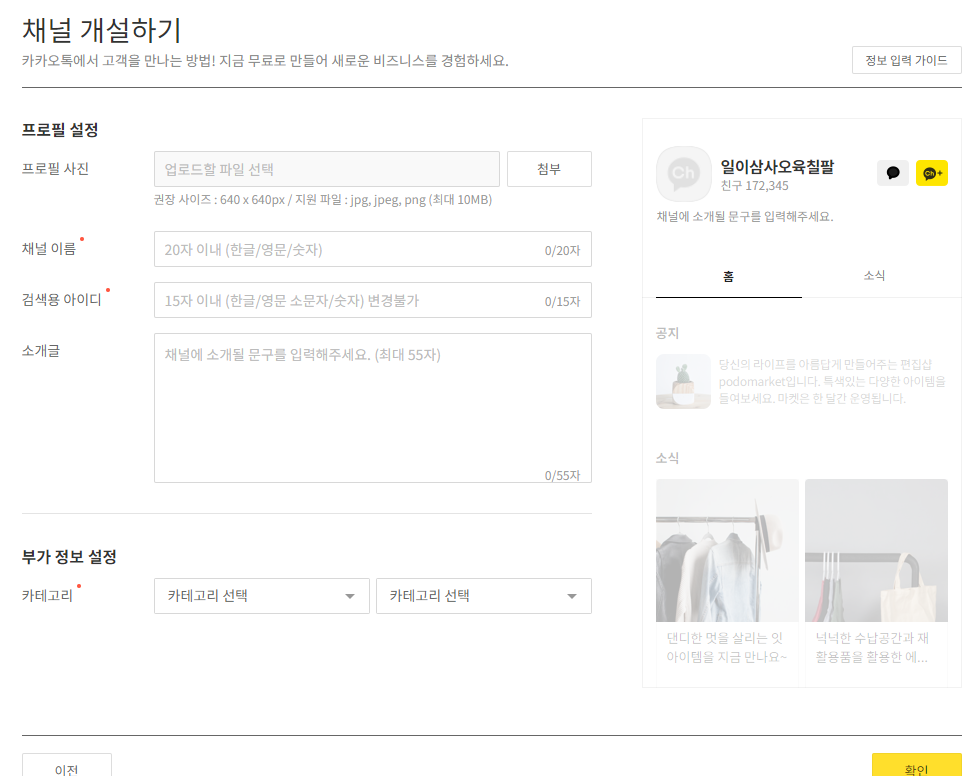 채널 개설하기
카카오톡에서 고객을 만나는 방법! 지금 무료로 만들어 새로운 비즈니스를 경험하세요.
정보 입력 가이드
프로필 설정
프로필 사진
업로드할 파일 선택
첨부
권장 사이즈 : 640 x 640px / 지원 파일 : jpg, jpeg, png (최대 10MB)
채널 이름
20자 이내 (한글/영문/숫자)
0/20자
검색용 아이디
15자 이내 (한글/영문 소문자/숫자) 변경불가
0/15자
소개글
채널에 소개될 문구를 입력해주세요. (최대 55자)
0/55자
부가 정보 설정
카테고리
카테고리 선택
카테고리 선택
Ch
일이삼사오육칠팔
친구 172,345
Ch+
채널에 소개될 문구를 입력해주세요.
홈
소식
공지
당신의 라이프를 아름답게 만들어주는 편집샵
podomarket입니다. 특색있는 다양한 아이템을
들여보세요. 마켓은 한 달간 운영됩니다.
소식
댄디한 멋을 살리는 잇
아이템을 지금 만나요~
넉넉한 수납공간과 재
활용품을 활용한 에...
이전
확인